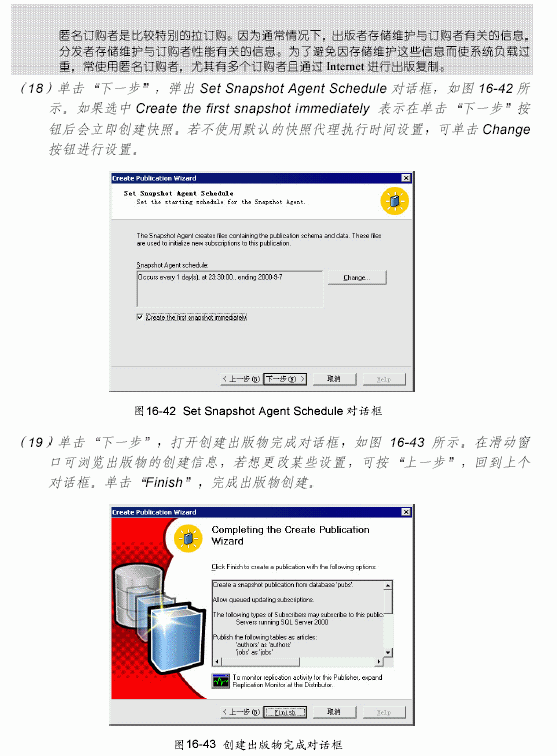 匿名订购者是比较特别的拉订购。因为通常情况下，出版者存储维护与订购者有关的信息，
分发者存储维护与订购者性能有关的信息。为了避免因存储维护这些信息而使系统负载过
重，常使用匿名订购者，尤其有多个订购者且通过 Internet 进行出版复制。
（18）单击“下一步”，弹出 Set Snapshot Agent Schedule 对话框，如图 16-42 所
示。如果选中 Create the first snapshot immediately 表示在单击“下一步”按
钮后会立即创建快照。若不使用默认的快照代理执行时间设置，可单击 Change
按钮进行设置。
Create Publication Wizard
Set Snapshot Agent Schedule
Set the starting schedule for the Snapshot Agent.
The Snapshot Agent creates files containing the publication schema and data. These files
are used to initialize new subscriptions to this publication.
Snapshot Agent schedule:
Occurs every 1 day(s), at 23:30:00., ending 2000-9-7
Change...
Create the first snapshot immediately
< 上一步(B) 下一步(N) > 取消 Help
图16-42 Set Snapshot Agent Schedule 对话框
（19）单击“下一步”，打开创建出版物完成对话框，如图 16-43 所示。在滑动窗
口可浏览出版物的创建信息，若想更改某些设置，可按“上一步”，回到上个
对话框。单击“Finish”，完成出版物创建。
Create Publication Wizard
Completing the Create Publication
Wizard
Click Finish to create a publication with the following options:
Create a snapshot publication from database 'pubs'.
Allow queued updating subscriptions.
The following types of Subscribers may subscribe to this public
Servers running SQL Server 2000
Publish the following tables as articles:
'authors' as 'authors'
'jobs' as 'jobs'
To monitor replication activity for this Publisher, expand
Replication Monitor at the Distributor.
< 上一步(B) Finish 取消 Help
图16-43 创建出版物完成对话框